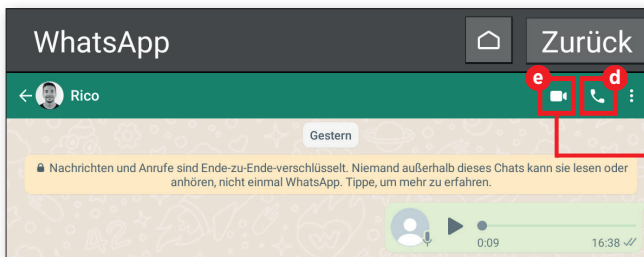 WhatsApp
Zurück
e
d
Rico
Gestern
Nachrichten und Anrufe sind Ende-zu-Ende-verschlüsselt. Niemand außerhalb dieses Chats kann sie lesen oder
anhören, nicht einmal WhatsApp. Tippe, um mehr zu erfahren.
0:09
16:38